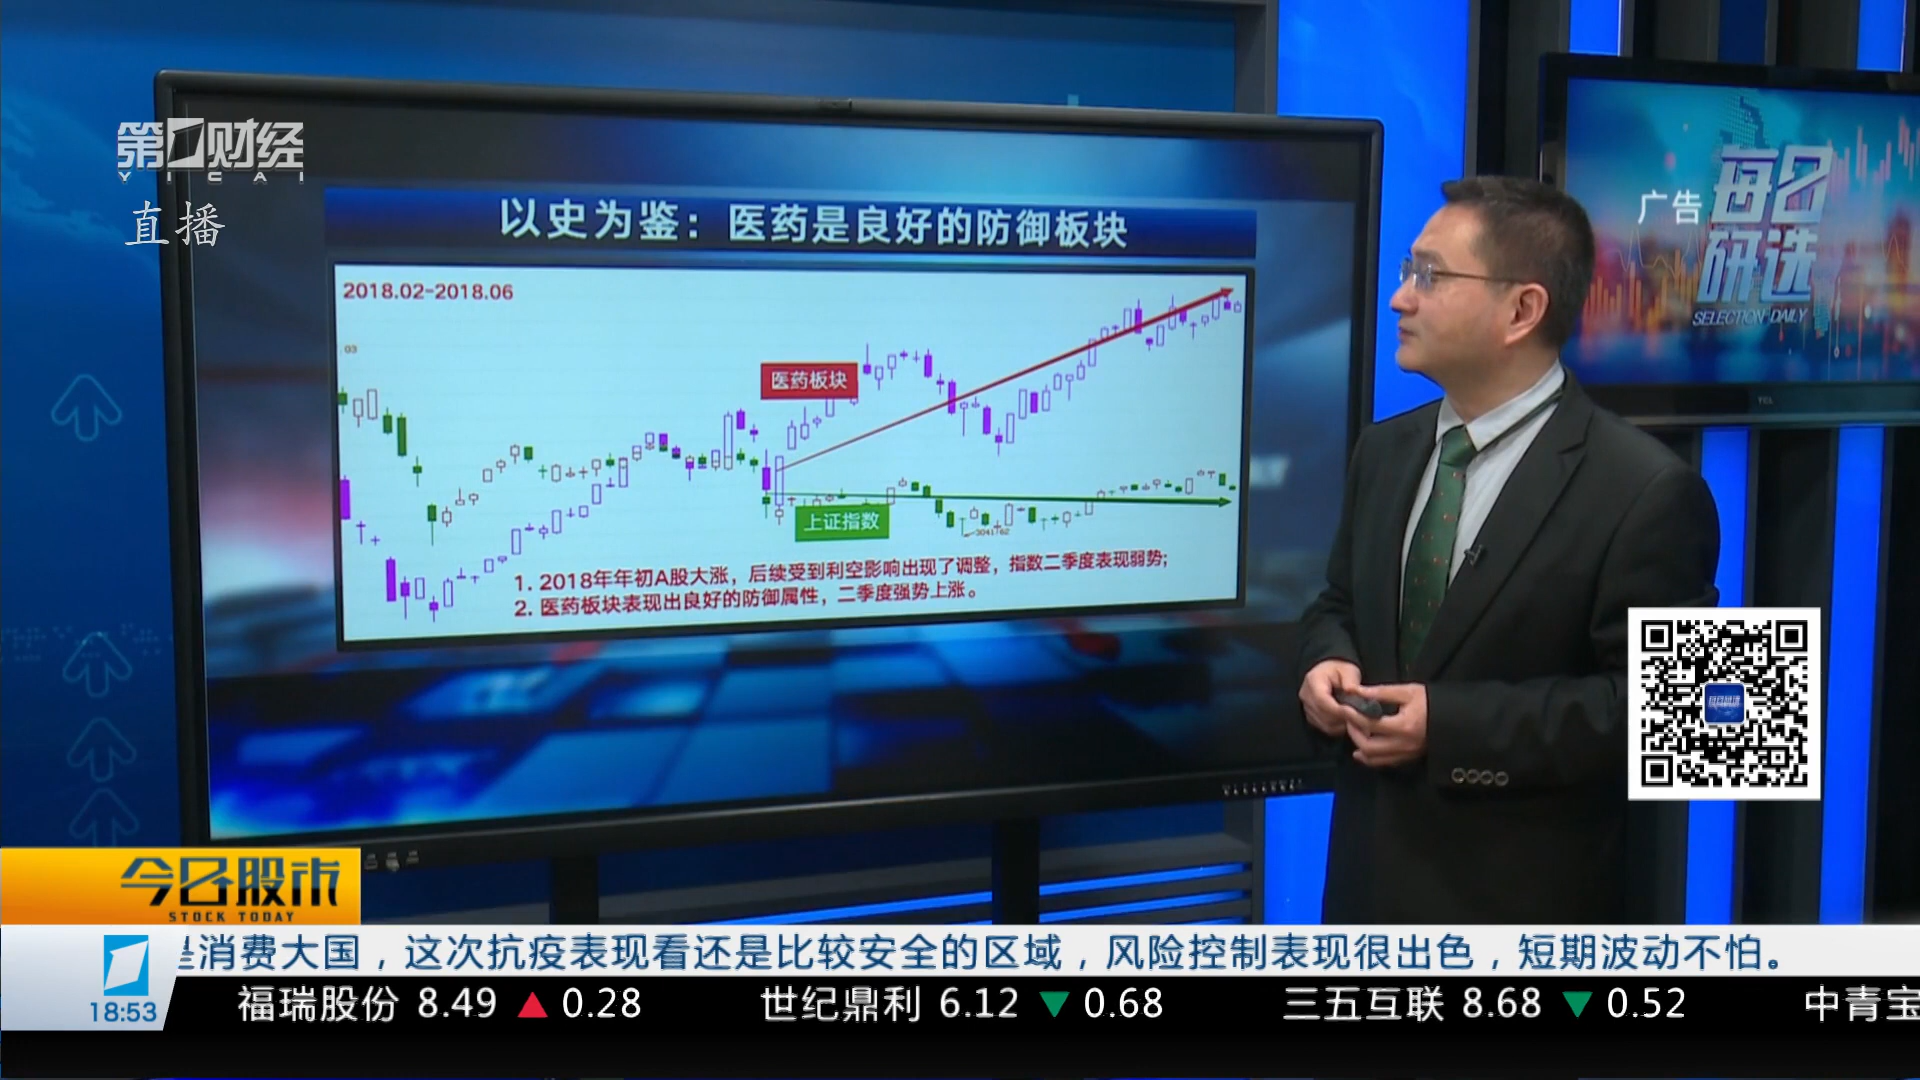 第1财经
YICAI
直播
以史为鉴：医药是良好的防御板块
2018.02-2018.06
03
医药板块
上证指数
1. 2018年年初A股大涨，后续受到利空影响出现了调整，指数二季度表现弱势；
2. 医药板块表现出良好的防御属性，二季度强势上涨。
广告
每日
研选
SELECTION DAILY
TCL
今日股市
STOCK TODAY
是消费大国，这次抗疫表现看还是比较安全的区域，风险控制表现很出色，短期波动不怕。
18:53
福瑞股份 8.49 ▲ 0.28 世纪鼎利 6.12 ▼ 0.68 三五互联 8.68 ▼ 0.52 中青宝